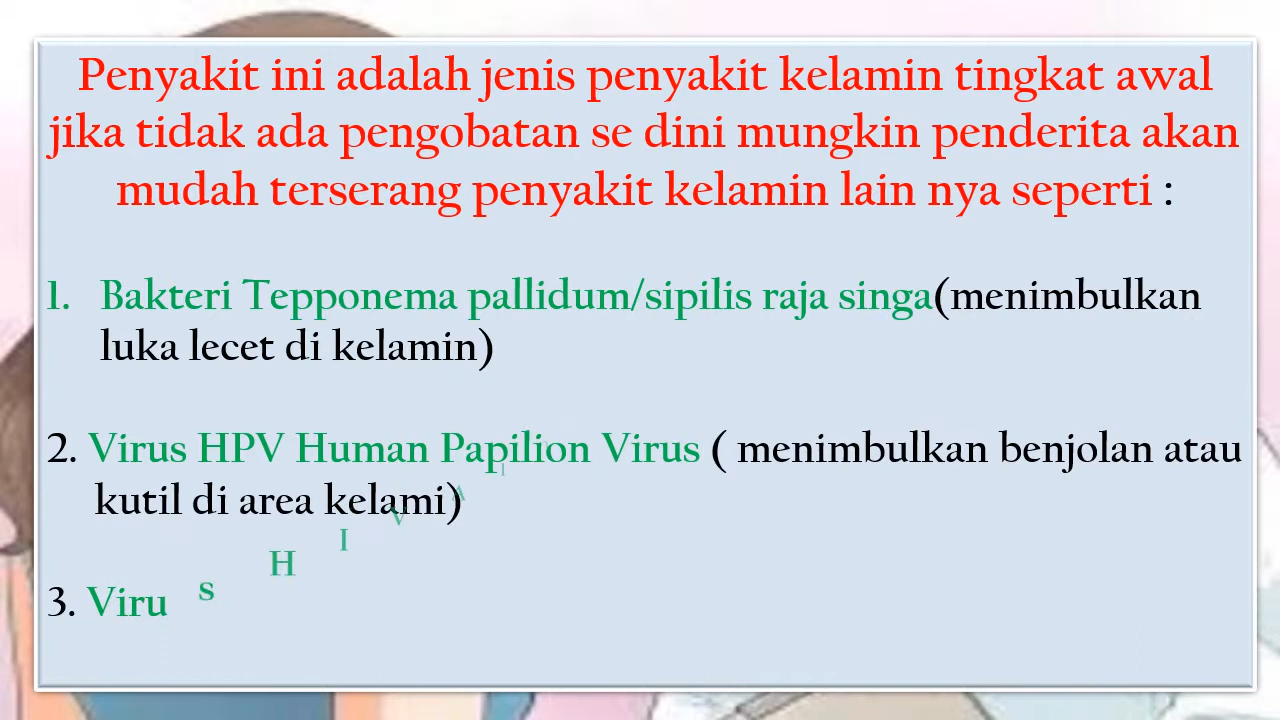 Penyakit ini adalah jenis penyakit kelamin tingkat awal
jika tidak ada pengobatan se dini mungkin penderita akan
mudah terserang penyakit kelamin lain nya seperti :
1. Bakteri Tepponema pallidum/sipilis raja singa(menimbulkan
luka lecet di kelamin)
2. Virus HPV Human Papilion Virus ( menimbulkan benjolan atau
kutil di area kelami)
3. Virus HIV